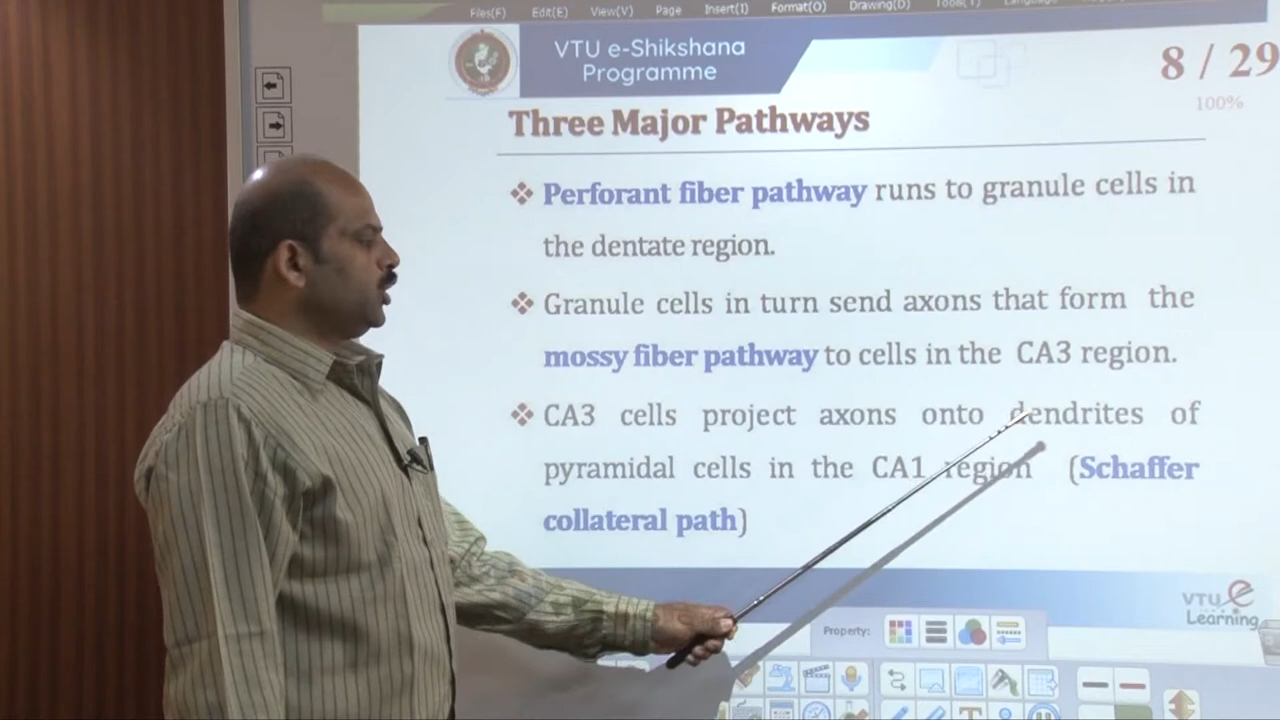 Files(F) Edit(E) View(V) Page Insert(I) Format(O) Drawing(D) Tools(T) Language
VTU e-Shikshana
Programme
8 / 29
100%
Three Major Pathways
❖ Perforant fiber pathway runs to granule cells in
the dentate region.
❖ Granule cells in turn send axons that form the
mossy fiber pathway to cells in the CA3 region.
❖ CA3 cells project axons onto dendrites of
pyramidal cells in the CA1 region (Schaffer
collateral path)
VTU e
Learning
Property: